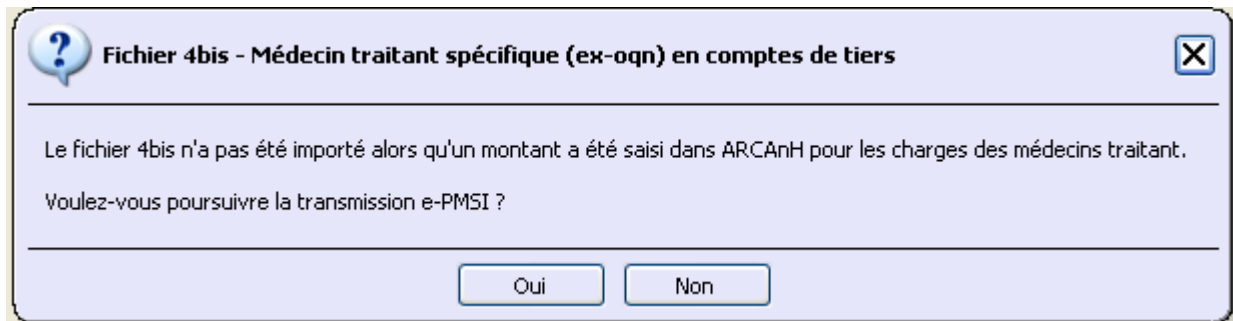 Fichier 4bis - Médecin traitant spécifique (ex-oqn) en comptes de tiers
Le fichier 4bis n'a pas été importé alors qu'un montant a été saisi dans ARCAnH pour les charges des médecins traitant.
Voulez-vous poursuivre la transmission e-PMSI ?
Oui
Non